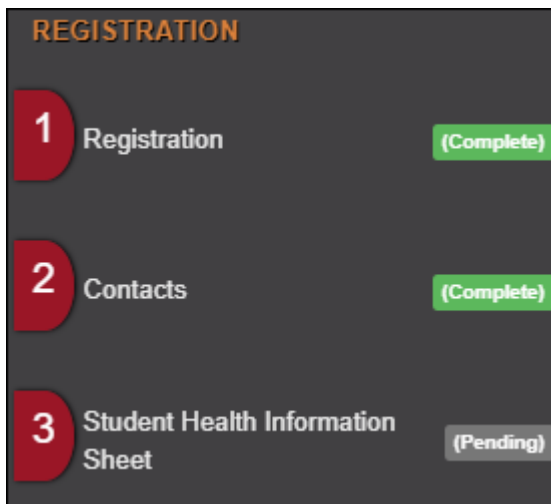 REGISTRATION
1 Registration (Complete)
2 Contacts (Complete)
3 Student Health Information
Sheet (Pending)